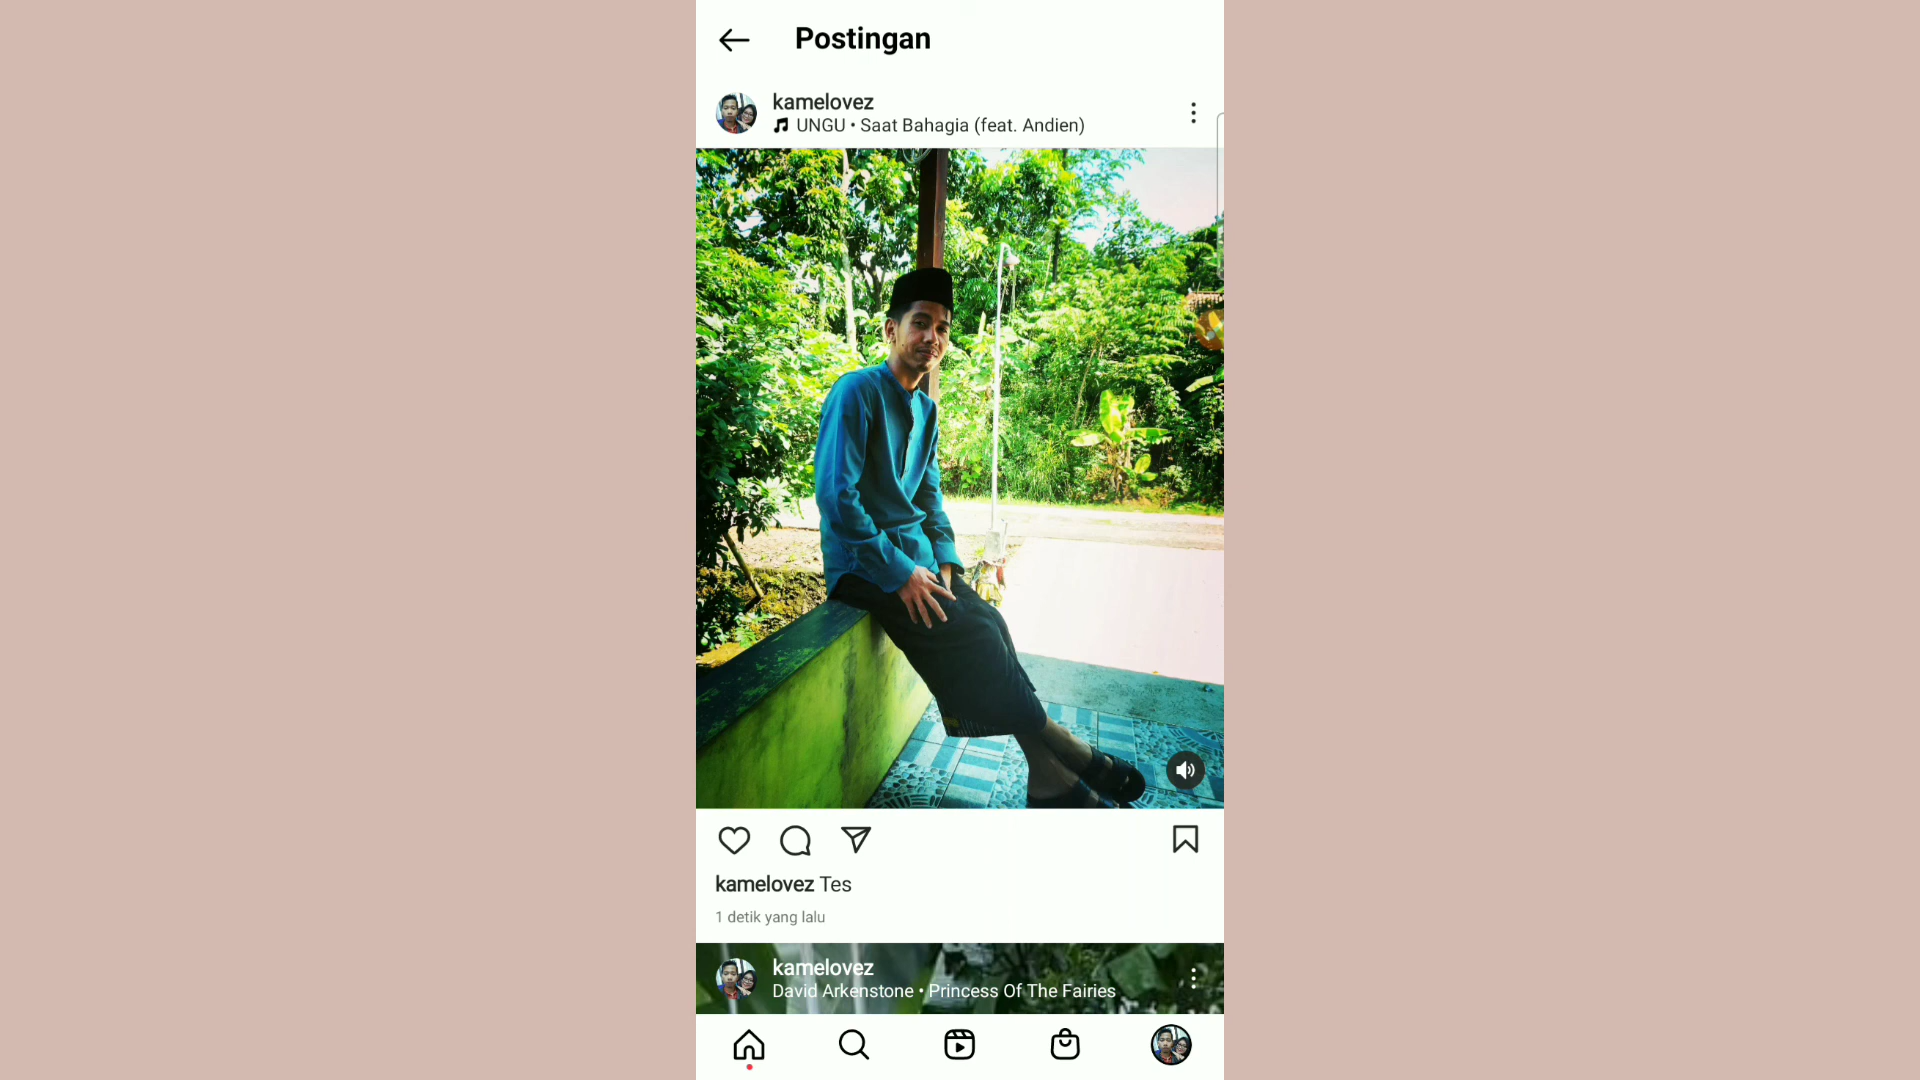 Postingan
kamelovez
UNGU • Saat Bahagia (feat. Andien)
kamelovez Tes
1 detik yang lalu
kamelovez
David Arkenstone • Princess Of The Fairies